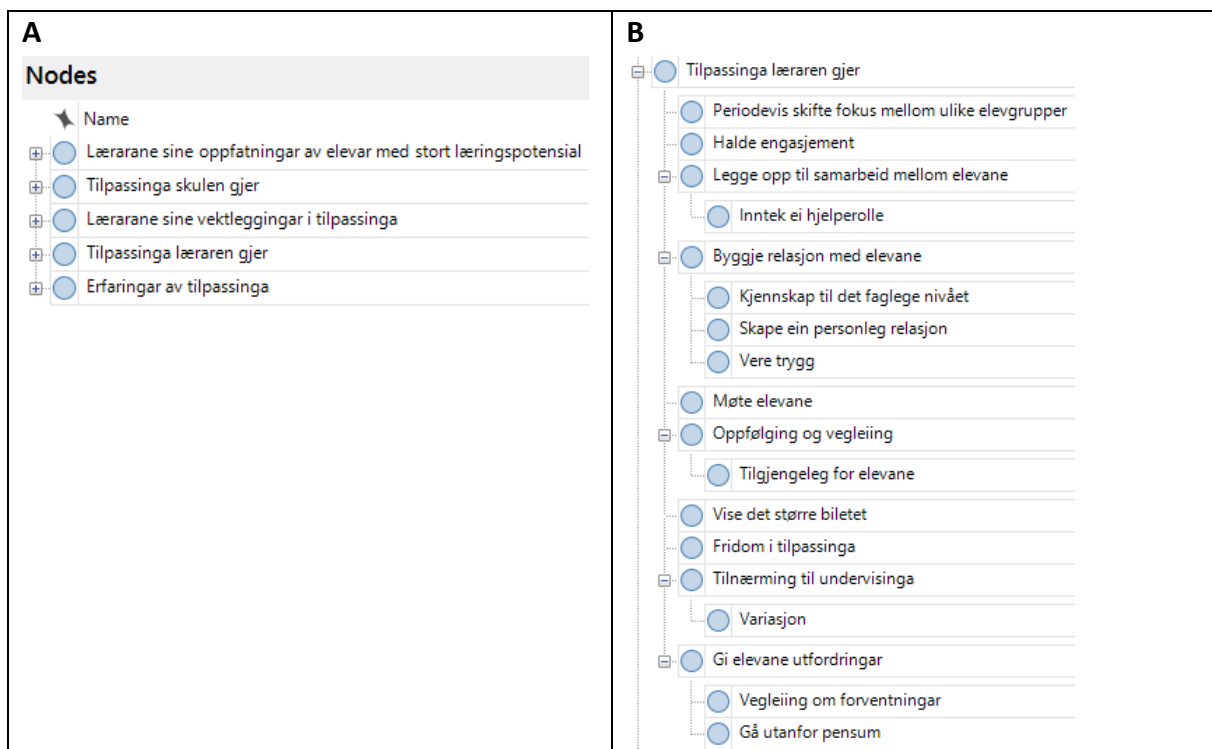 A
Nodes
Name
Lærarane sine oppfatningar av elevar med stort læringspotensial
Tilpassinga skulen gjer
Lærarane sine vektleggingar i tilpassinga
Tilpassinga læraren gjer
Erfaringar av tilpassinga
B
Tilpassinga læraren gjer
Periodevis skifte fokus mellom ulike elevgrupper
Halde engasjement
Legge opp til samarbeid mellom elevane
Inntek ei hjelperolle
Byggje relasjon med elevane
Kjennskap til det faglege nivået
Skape ein personleg relasjon
Vere trygg
Møte elevane
Oppfølging og vegleiing
Tilgjengeleg for elevane
Vise det større biletet
Fridom i tilpassinga
Tilnærming til undervisinga
Variasjon
Gi elevane utfordringar
Vegleiing om forventningar
Gå utanfor pensum